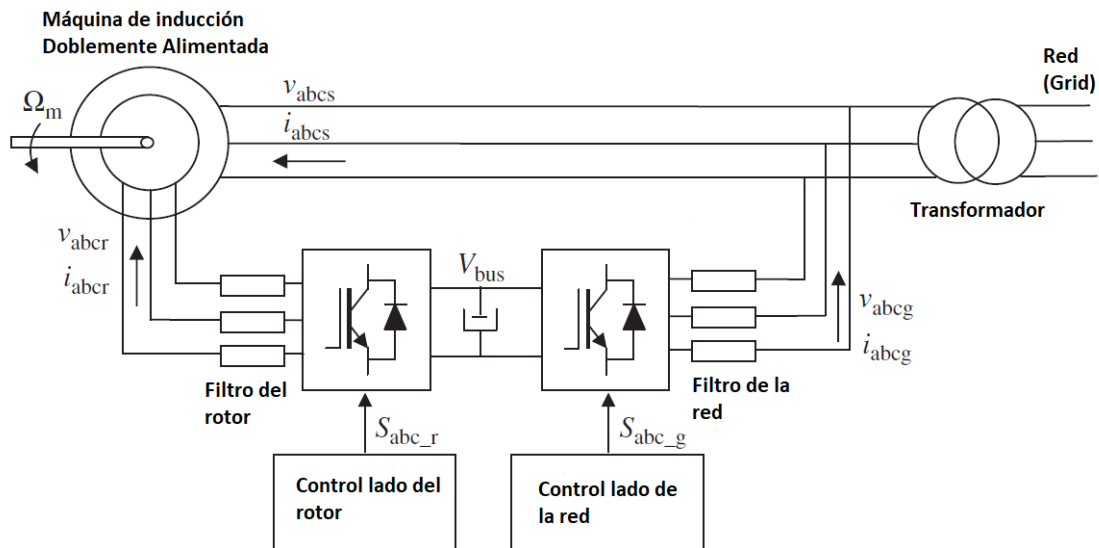 Máquina de inducción
Doblemente Alimentada
Ωm
vabcs
iabcs
Red
(Grid)
Transformador
vabcr
iabcr
Vbus
vabcg
iabcg
Filtro del
rotor
Filtro de la
red
Sabc_r
Sabc_g
Control lado del
rotor
Control lado de
la red